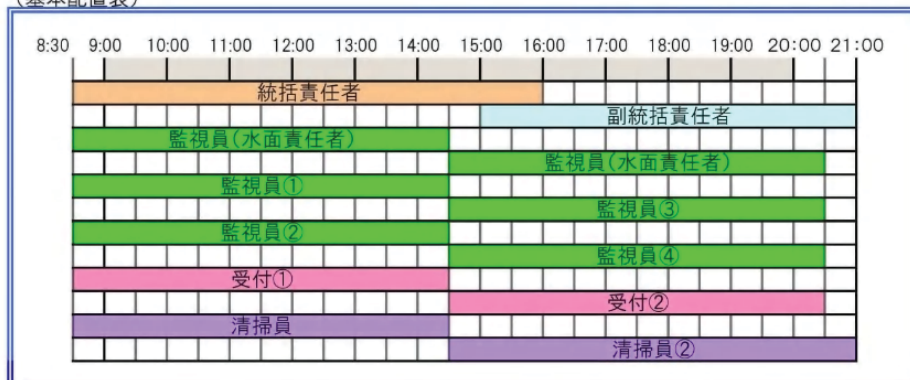 (基本配置表)
8:30 9:00 10:00 11:00 12:00 13:00 14:00 15:00 16:00 17:00 18:00 19:00 20:00 21:00
統括責任者
副統括責任者
監視員(水面責任者)
監視員(水面責任者)
監視員①
監視員③
監視員②
監視員④
受付①
受付②
清掃員
清掃員②